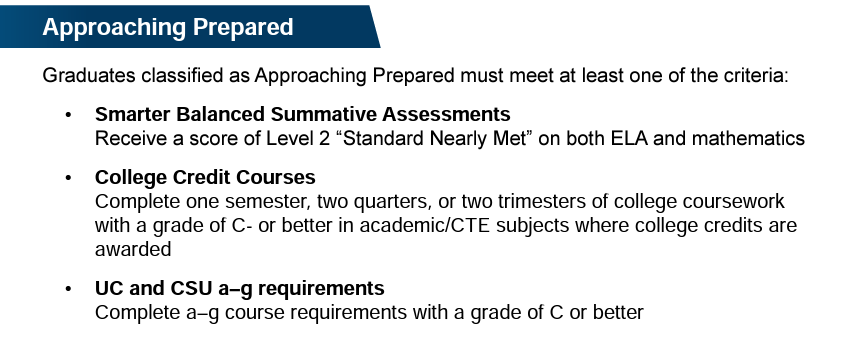 Approaching Prepared
Graduates classified as Approaching Prepared must meet at least one of the criteria:
• Smarter Balanced Summative Assessments
Receive a score of Level 2 “Standard Nearly Met” on both ELA and mathematics
• College Credit Courses
Complete one semester, two quarters, or two trimesters of college coursework
with a grade of C- or better in academic/CTE subjects where college credits are
awarded
• UC and CSU a–g requirements
Complete a–g course requirements with a grade of C or better